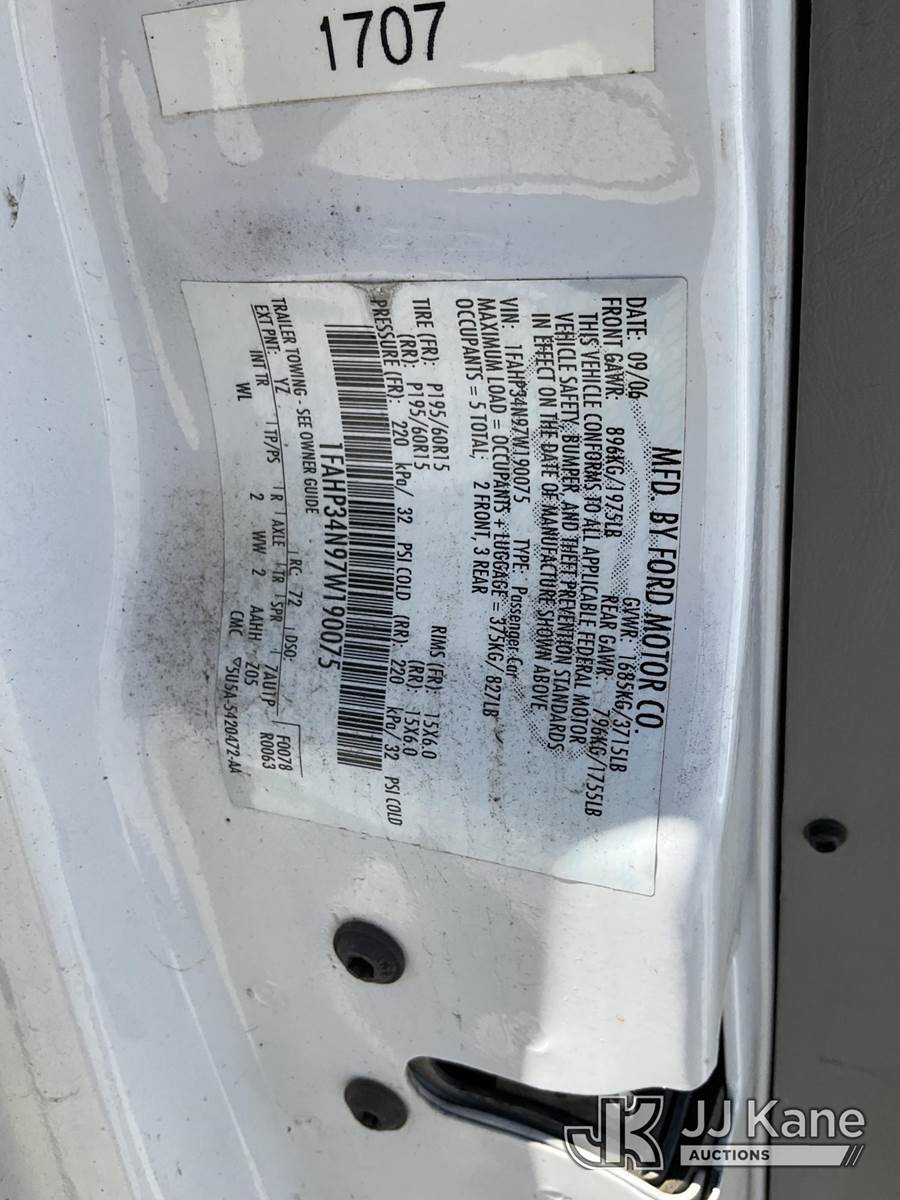 1707
MFD. BY FORD MOTOR CO.
DATE: 09/06 GVWR: 1685KG/3715LB
FRONT GAWR: 896KG/1975LB REAR GAWR: 796KG/1755LB
THIS VEHICLE CONFORMS TO ALL APPLICABLE FEDERAL MOTOR
VEHICLE SAFETY, BUMPER, AND THEFT PREVENTION STANDARDS
IN EFFECT ON THE DATE OF MANUFACTURE SHOWN ABOVE.
VIN: 1FAHP34N97W190075 TYPE: Passenger Car
MAXIMUM LOAD = OCCUPANTS + LUGGAGE = 375KG/ 827LB
OCCUPANTS = 5 TOTAL, 2 FRONT, 3 REAR
TIRE (FR): P195/60R15 RIMS (FR): 15X6.0
(RR): P195/60R15 (RR): 15X6.0
PRESSURE (FR): 220 kPa/ 32 PSI COLD (RR): 220 kPa/ 32 PSI COLD
1FAHP34N97W190075
TRAILER TOWING - SEE OWNER GUIDE
EXT PNT: YZ RC: 72 DSO: F0078
INT TR TP/PS R AXLE TR SPR 7AUTP R0063
WL 2 WW 2 AAHH Z05
CMC ▽5U5A-5420472-AA
JK JJ Kane
AUCTIONS